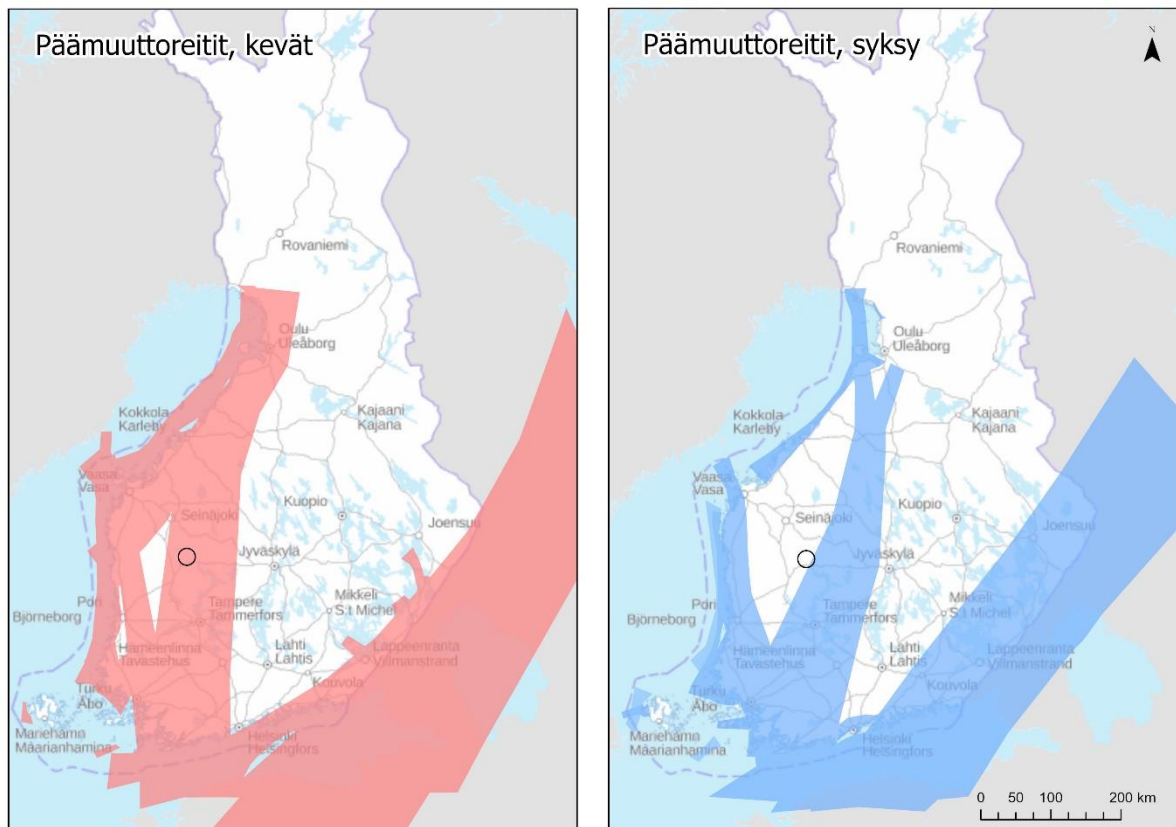 Päämuuttoreitit, kevät
Rovaniemi
Oulu
Uleåborg
Kokkola
Karleby
Kajaani
Kajana
Vaasa
Vasa
Seinäjoki
Kuopio
Joensuu
Jyväskylä
Pori
Björneborg
Tampere
Tammerfors
Mikkeli
S:t Michel
Hämeenlinna
Tavastehus
Lahti
Lahtis
Lappeenranta
Villmanstrand
Kouvola
Turku
Åbo
Helsinki
Helsingfors
Mariehamn
Maarianhamina
Päämuuttoreitit, syksy
N
Rovaniemi
Oulu
Uleåborg
Kokkola
Karleby
Kajaani
Kajana
Vaasa
Vasa
Seinäjoki
Kuopio
Joensuu
Jyväskylä
Pori
Björneborg
Tampere
Tammerfors
Mikkeli
S:t Michel
Hämeenlinna
Tavastehus
Lahti
Lahtis
Lappeenranta
Villmanstrand
Kouvola
Turku
Åbo
Helsinki
Helsingfors
Mariehamn
Maarianhamina
0 50 100 200 km